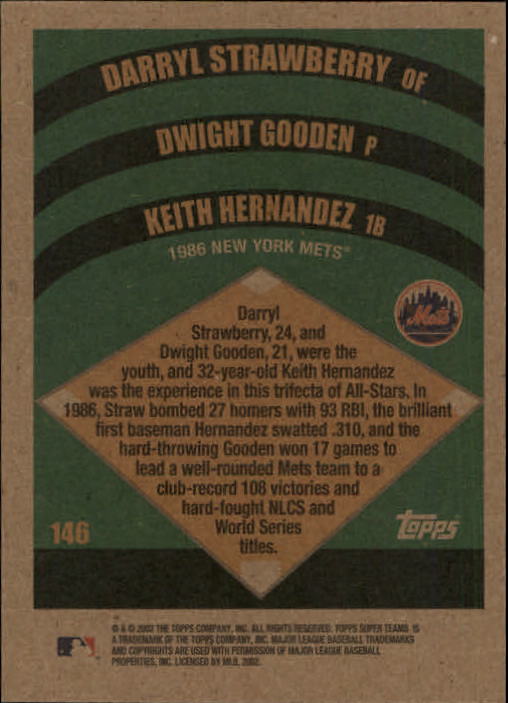 DARRYL STRAWBERRY OF
DWIGHT GOODEN P
KEITH HERNANDEZ 1B
1986 NEW YORK METS®
Darryl
Strawberry, 24, and
Dwight Gooden, 21, were the
youth, and 32-year-old Keith Hernandez
was the experience in this trifecta of All-Stars. In
1986, Straw bombed 27 homers with 93 RBI, the brilliant
first baseman Hernandez swatted .310, and the
hard-throwing Gooden won 17 games to
lead a well-rounded Mets team to a
club-record 108 victories and
hard-fought NLCS and
World Series
titles.
Mets
146
topps
® & © 2002 THE TOPPS COMPANY, INC. ALL RIGHTS RESERVED. TOPPS SUPER TEAMS IS
A TRADEMARK OF THE TOPPS COMPANY, INC. MAJOR LEAGUE BASEBALL TRADEMARKS
AND COPYRIGHTS ARE USED WITH PERMISSION OF MAJOR LEAGUE BASEBALL
PROPERTIES, INC. LICENSED BY MLB, 2002.